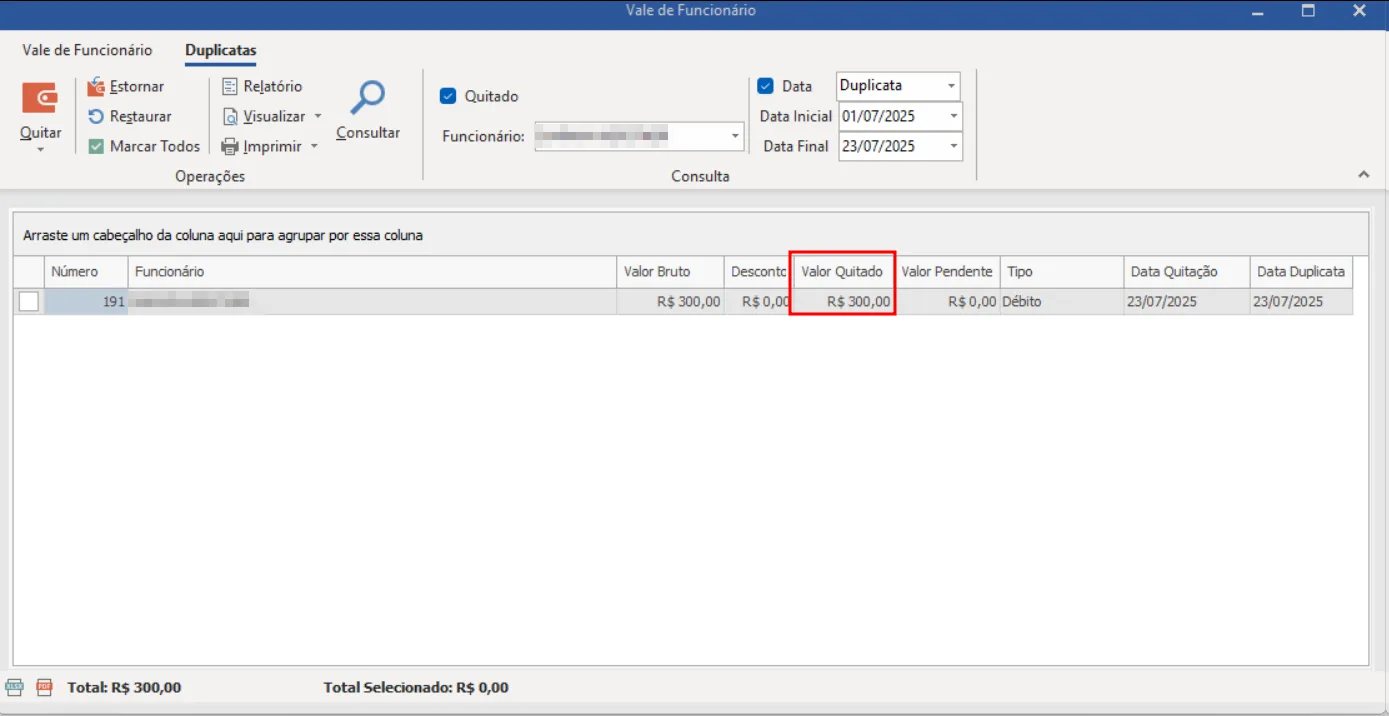 Vale de Funcionário
Vale de Funcionário Duplicatas
Quitar
Estornar
Restaurar
Marcar Todos
Relatório
Visualizar
Imprimir
Consultar
Operações
Quitado
Funcionário:
Data Duplicata
Data Inicial 01/07/2025
Data Final 23/07/2025
Consulta
Arraste um cabeçalho da coluna aqui para agrupar por essa coluna
Número Funcionário Valor Bruto Desconto Valor Quitado Valor Pendente Tipo Data Quitação Data Duplicata
191 R$ 300,00 R$ 0,00 R$ 300,00 R$ 0,00 Débito 23/07/2025 23/07/2025
Total: R$ 300,00 Total Selecionado: R$ 0,00